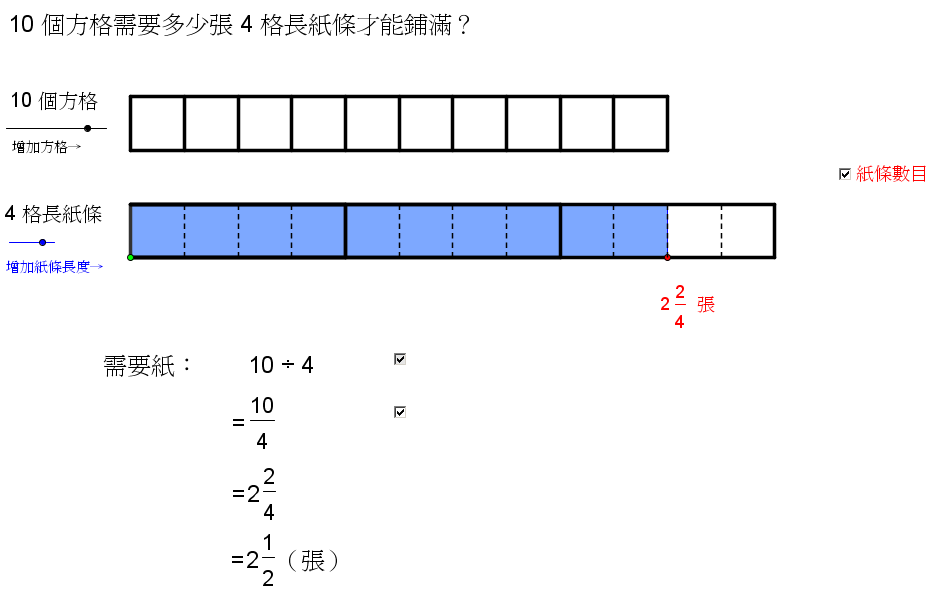 10 個方格需要多少張 4 格長紙條才能鋪滿？
10 個方格
增加方格→
紙條數目
4 格長紙條
增加紙條長度→
2 2/4 張
需要紙： 10 ÷ 4
= 10/4
=2 2/4
=2 1/2（張）